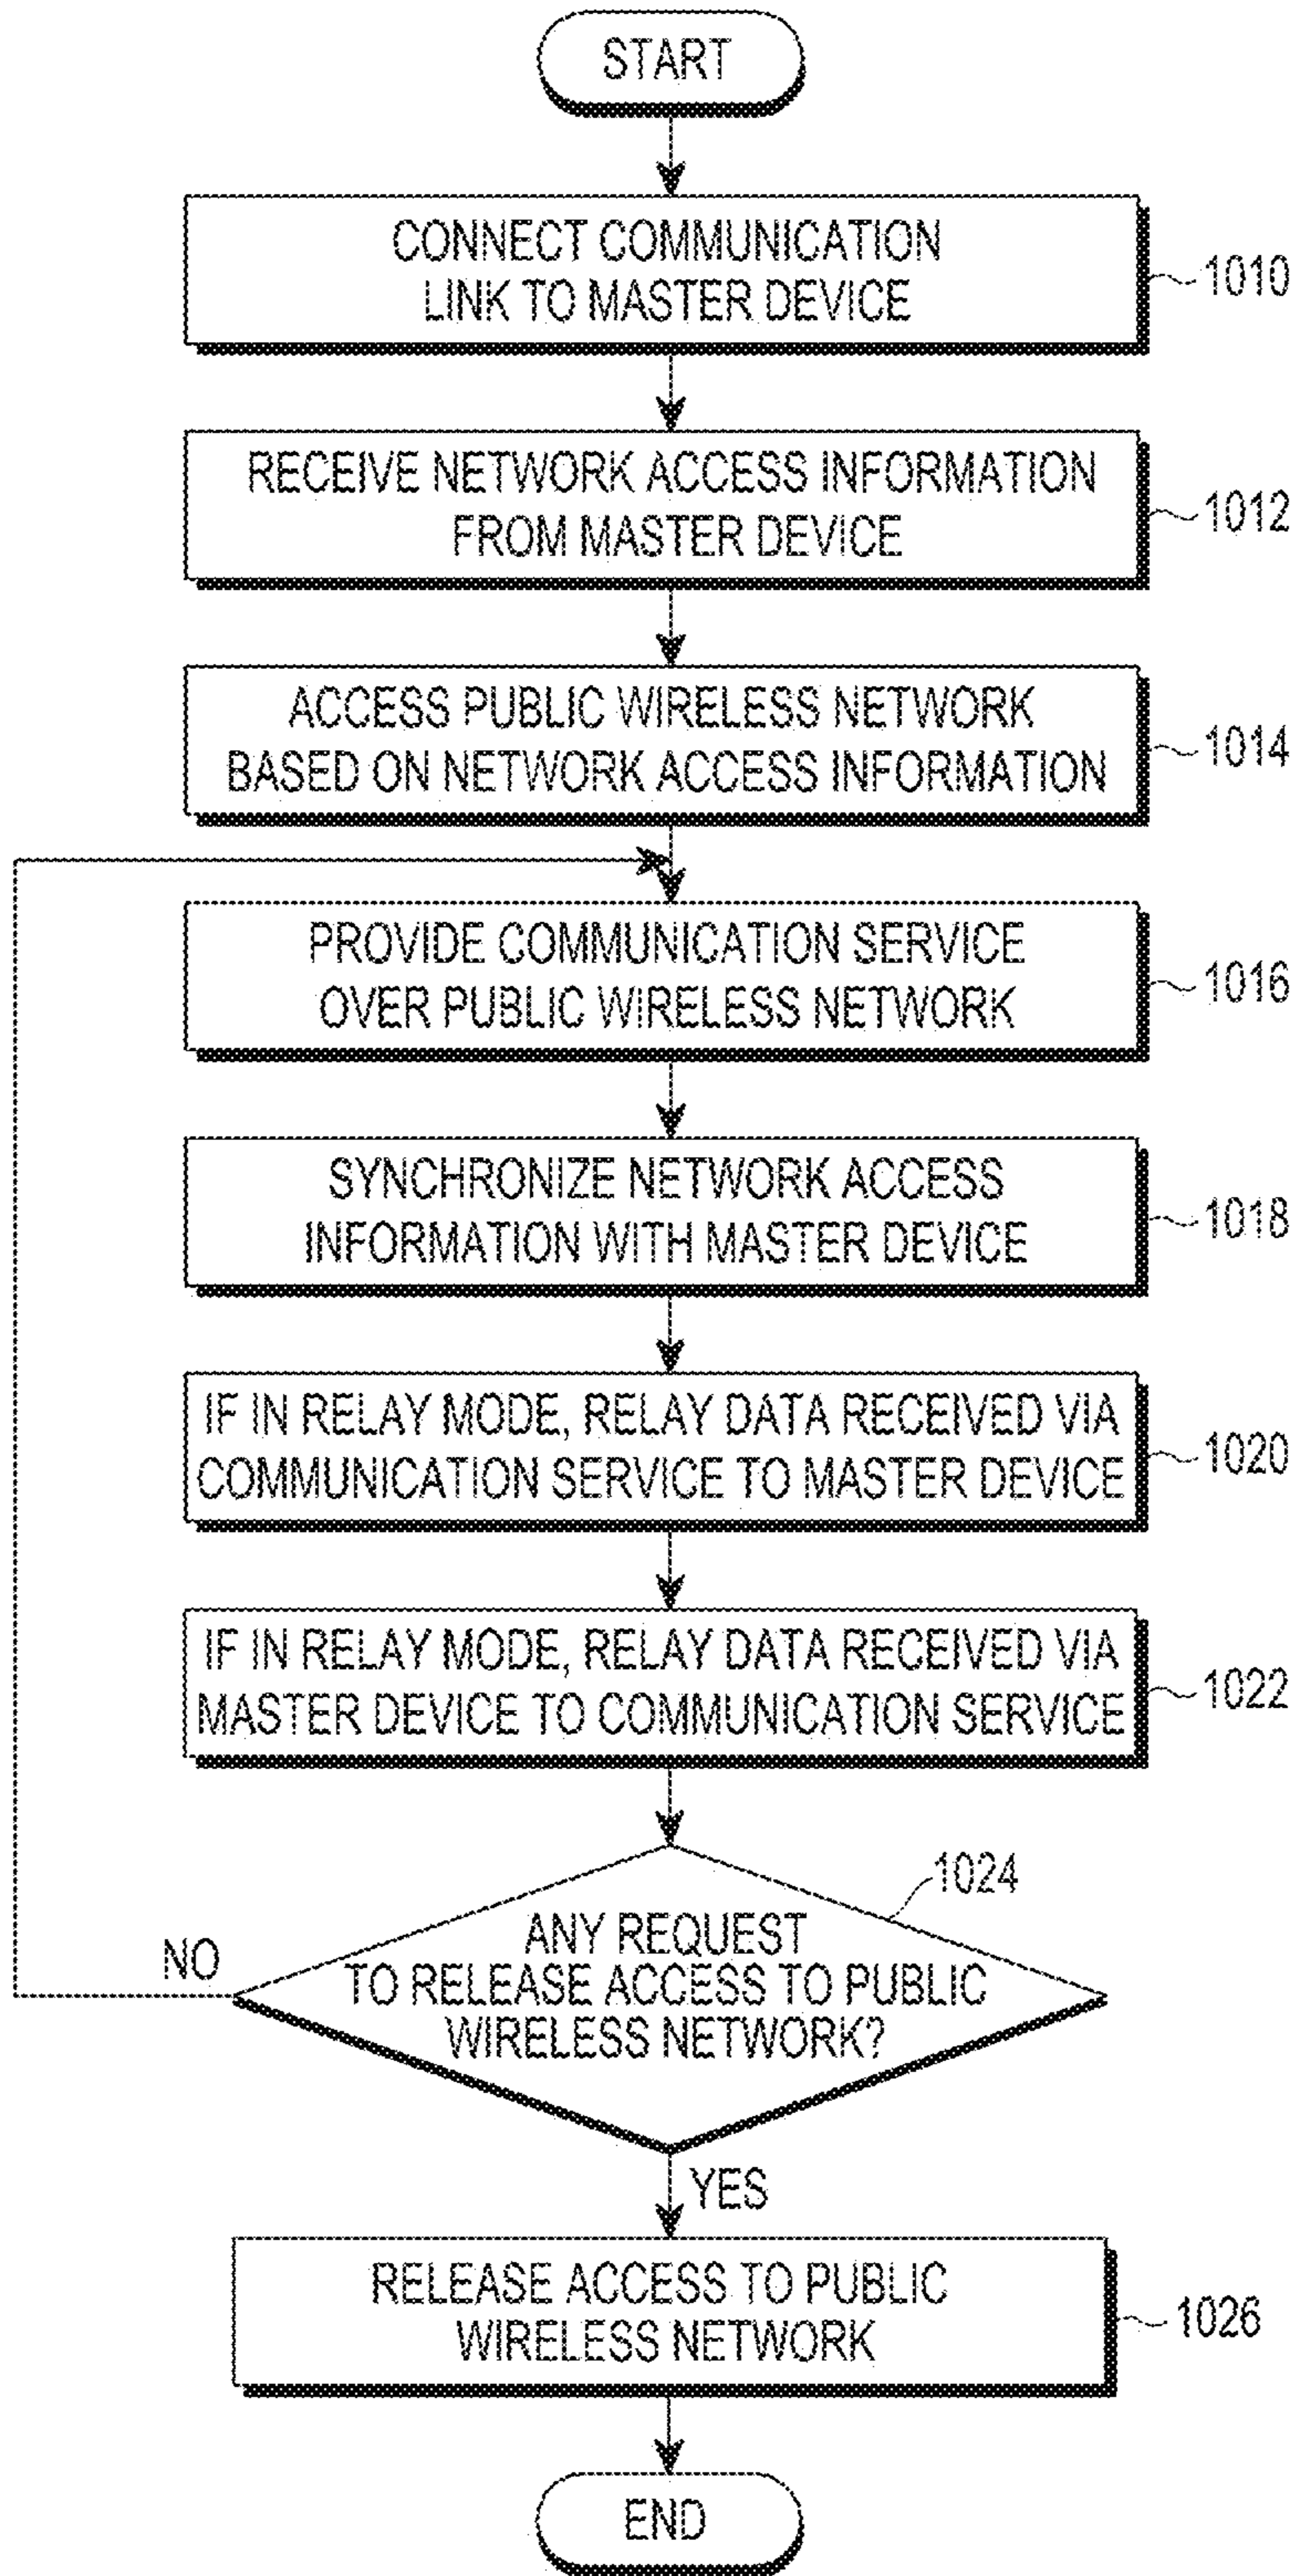 START
CONNECT COMMUNICATION
LINK TO MASTER DEVICE
1010
RECEIVE NETWORK ACCESS INFORMATION
FROM MASTER DEVICE
1012
ACCESS PUBLIC WIRELESS NETWORK
BASED ON NETWORK ACCESS INFORMATION
1014
PROVIDE COMMUNICATION SERVICE
OVER PUBLIC WIRELESS NETWORK
1016
SYNCHRONIZE NETWORK ACCESS
INFORMATION WITH MASTER DEVICE
1018
IF IN RELAY MODE, RELAY DATA RECEIVED VIA
COMMUNICATION SERVICE TO MASTER DEVICE
1020
IF IN RELAY MODE, RELAY DATA RECEIVED VIA
MASTER DEVICE TO COMMUNICATION SERVICE
1022
1024
ANY REQUEST
TO RELEASE ACCESS TO PUBLIC
WIRELESS NETWORK?
NO
YES
RELEASE ACCESS TO PUBLIC
WIRELESS NETWORK
1026
END